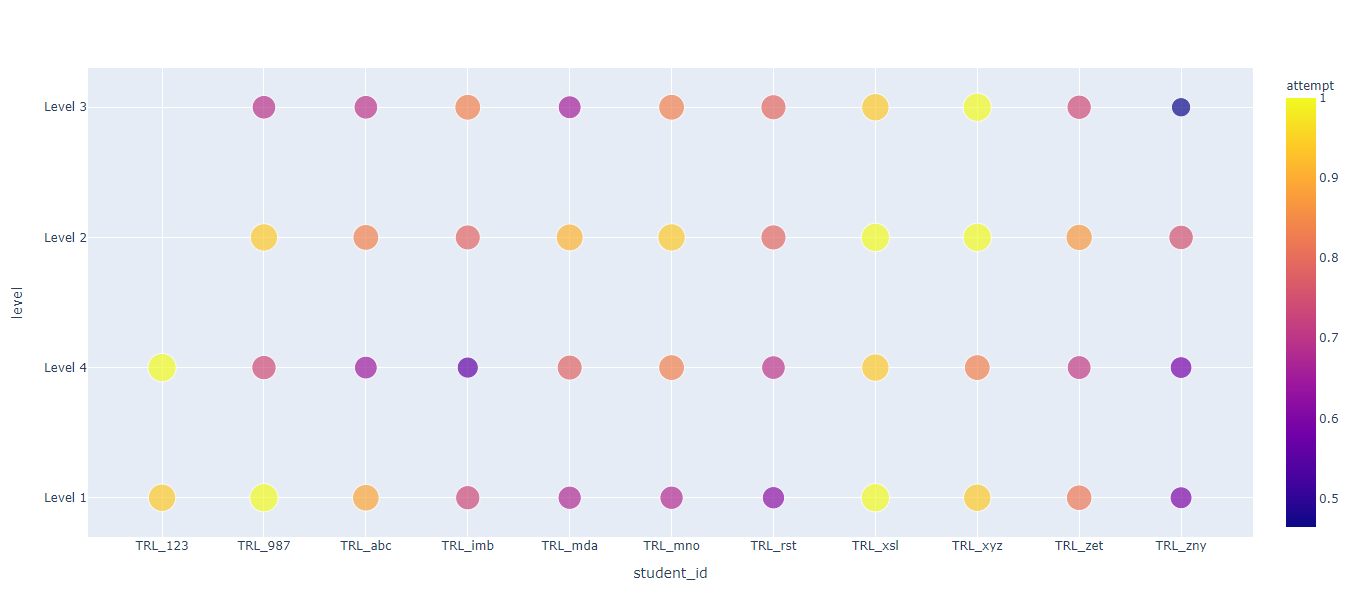 attempt
Level 3
Level 2
Level 4
Level 1
level
1
0.9
0.8
0.7
0.6
0.5
TRL_123 TRL_987 TRL_abc TRL_imb TRL_mda TRL_mno TRL_rst TRL_xsl TRL_xyz TRL_zet TRL_zny
student_id